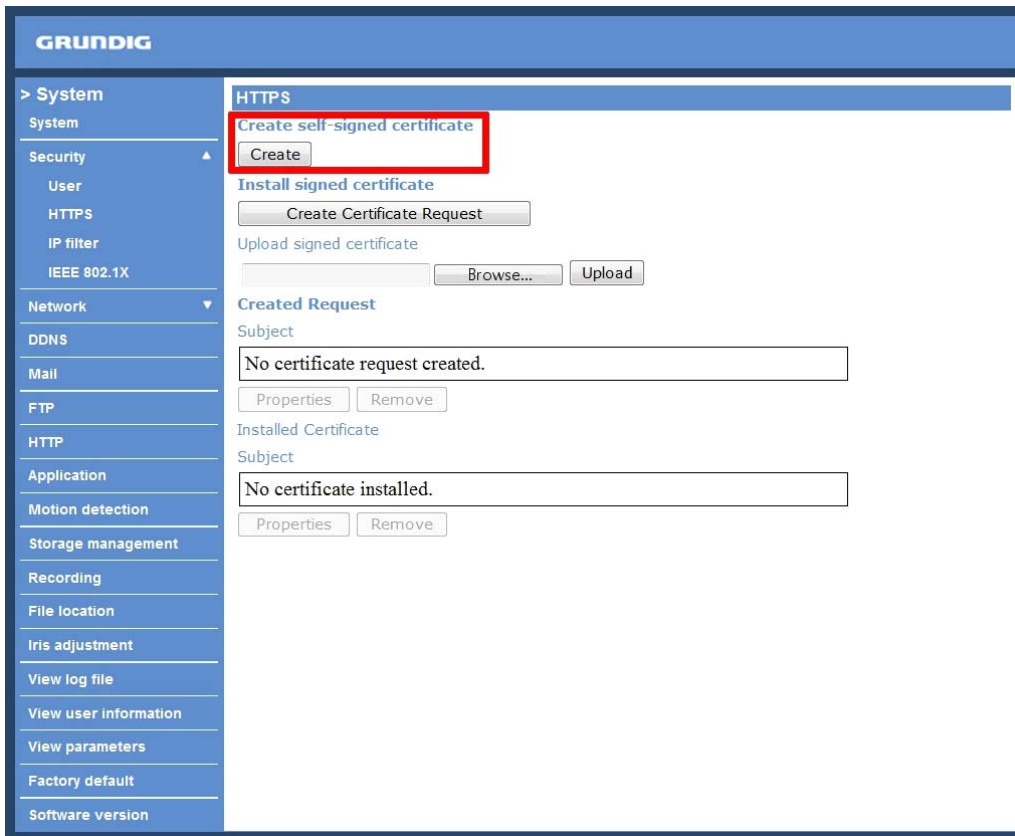 GRUNDIG
> System
System
Security
User
HTTPS
IP filter
IEEE 802.1X
Network
DDNS
Mail
FTP
HTTP
Application
Motion detection
Storage management
Recording
File location
Iris adjustment
View log file
View user information
View parameters
Factory default
Software version
HTTPS
Create self-signed certificate
Create
Install signed certificate
Create Certificate Request
Upload signed certificate
Browse... Upload
Created Request
Subject
No certificate request created.
Properties Remove
Installed Certificate
Subject
No certificate installed.
Properties Remove